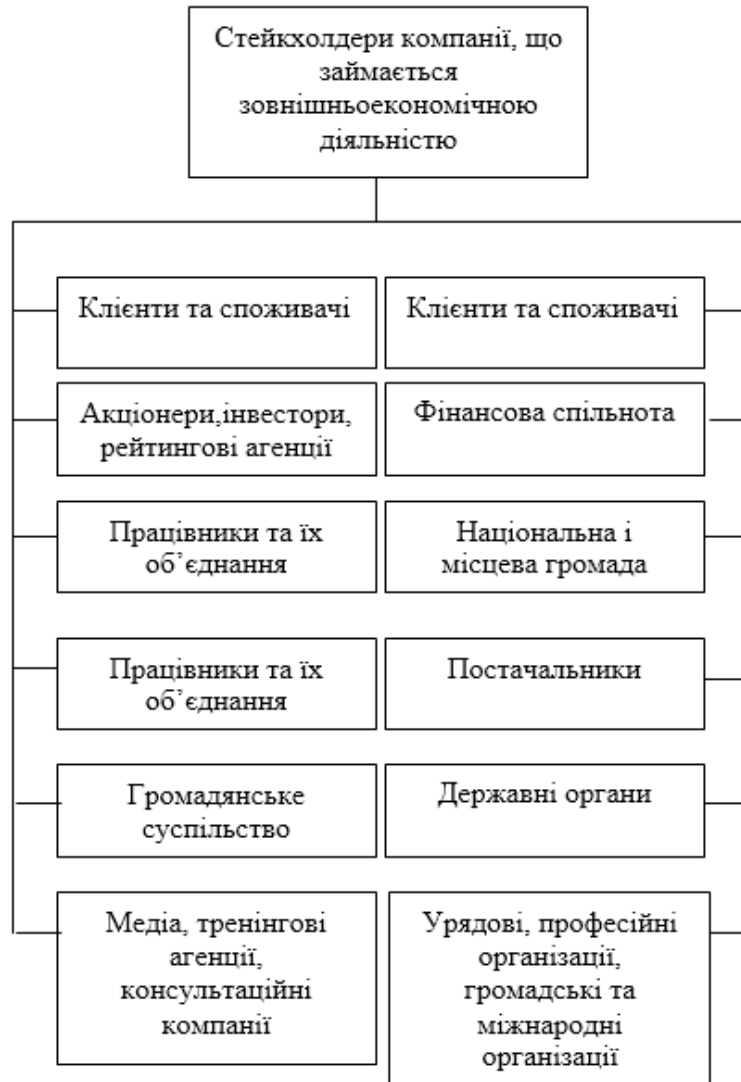 Стейкхолдери компанії, що
займається
зовнішньоекономічною
діяльністю
Клієнти та споживачі
Клієнти та споживачі
Акціонери,інвестори,
рейтингові агенції
Фінансова спільнота
Працівники та їх
об’єднання
Національна і
місцева громада
Працівники та їх
об’єднання
Постачальники
Громадянське
суспільство
Державні органи
Медіа, тренінгові
агенції,
консультаційні
компанії
Урядові, професійні
організації,
громадські та
міжнародні
організації